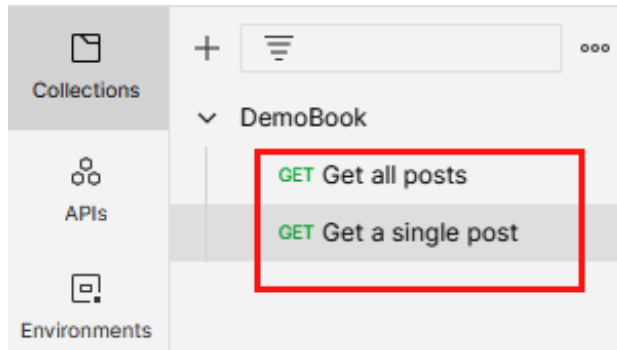 Collections
APIs
Environments
DemoBook
GET Get all posts
GET Get a single post